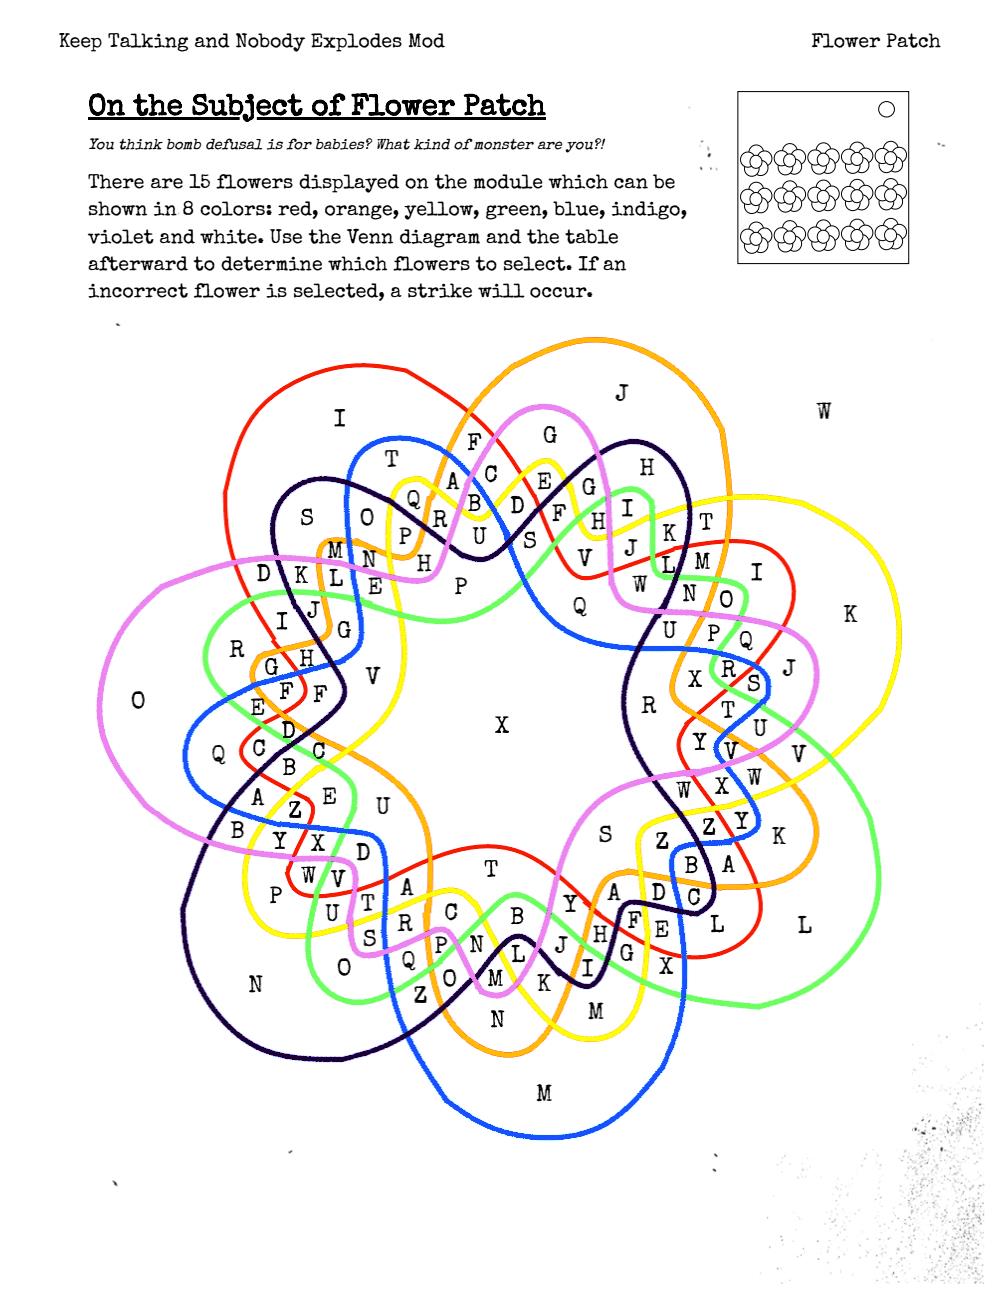 Keep Talking and Nobody Explodes Mod
Flower Patch
On the Subject of Flower Patch
You think bomb defusal is for babies? What kind of monster are you?!
There are 15 flowers displayed on the module which can be
shown in 8 colors: red, orange, yellow, green, blue, indigo,
violet and white. Use the Venn diagram and the table
afterward to determine which flowers to select. If an
incorrect flower is selected, a strike will occur.
J
W
I
G
F
T
H
C
A
E
G
Q
B
D
I
S
O
R
F
H
T
P
U
S
K
M
N
V
J
L
M
H
D
K
L
E
P
W
I
N
O
J
Q
K
I
G
U
P
Q
R
G
H
J
V
X
R
S
F
F
O
E
R
T
X
D
U
Q
C
C
Y
V
V
B
W
X
W
A
Z
E
U
B
Z
Y
S
K
Y
X
Z
D
B
A
T
W
V
A
P
A
D
C
U
T
Y
C
B
R
F
E
L
L
S
P
N
J
H
Q
L
G
O
X
O
M
K
I
N
Z
N
M
M